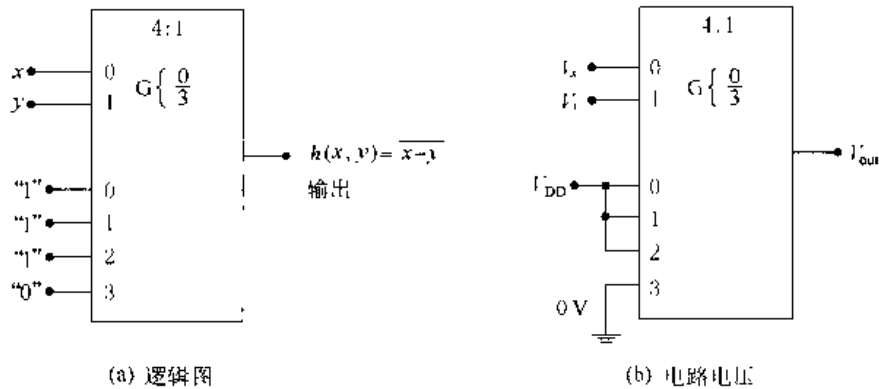 4:1
x 0
y 1
G { 0/3
h(x, y)=
输出
"1" 0
"1" 1
"1" 2
"0" 3
(a) 逻辑图
4:1
0
1
G { 0/3
V_out
V_DD 0
1
2
3
0 V
(b) 电路电压